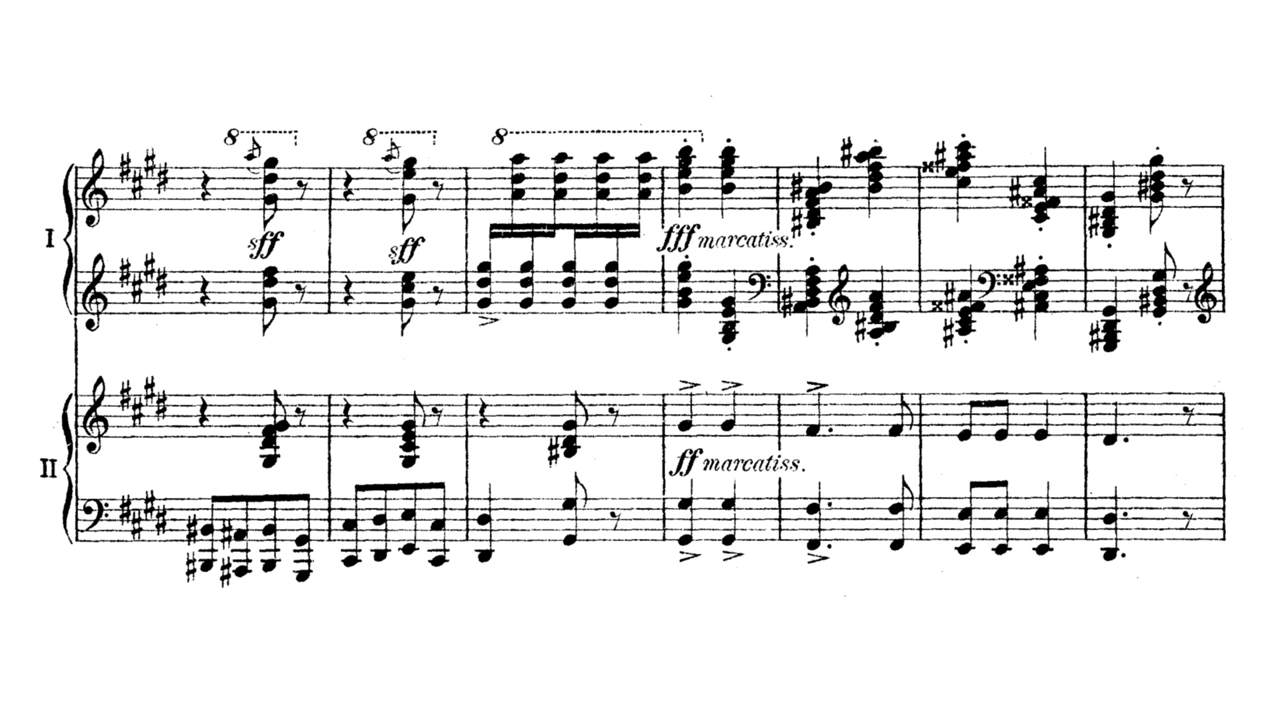 8 8 8
I
sff sff fff marcatiss.
II
ff marcatiss.